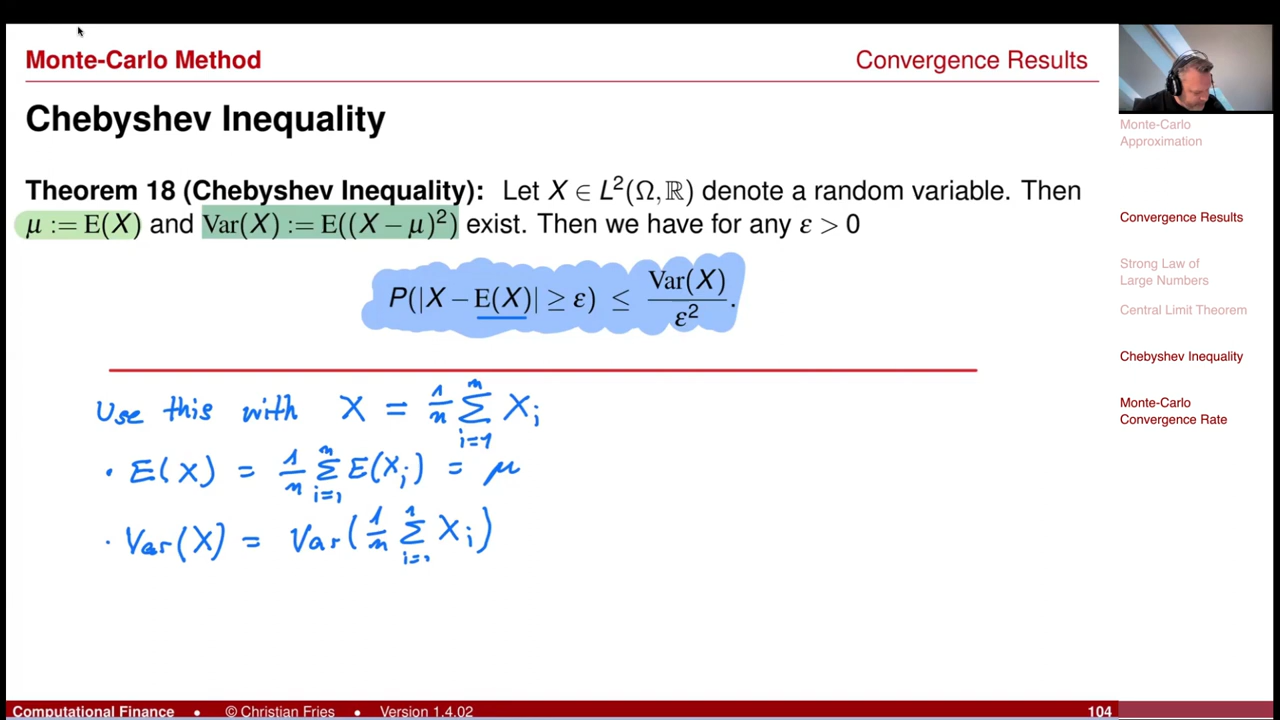 Monte-Carlo Method
Convergence Results
Chebyshev Inequality
Theorem 18 (Chebyshev Inequality): Let X ∈ L²(Ω,ℝ) denote a random variable. Then
μ := E(X) and Var(X) := E((X − μ)²) exist. Then we have for any ε > 0
P(|X − E(X)| ≥ ε) ≤ Var(X)/ε².
Use this with X = 1/n ∑_{i=1}^{n} X_i
· E(X) = 1/n ∑_{i=1}^{n} E(X_i) = μ
· Var(X) = Var(1/n ∑_{i=1}^{1} X_i)
Monte-Carlo
Approximation
Convergence Results
Strong Law of
Large Numbers
Central Limit Theorem
Chebyshev Inequality
Monte-Carlo
Convergence Rate
Computational Finance • © Christian Fries • Version 1.4.02
104